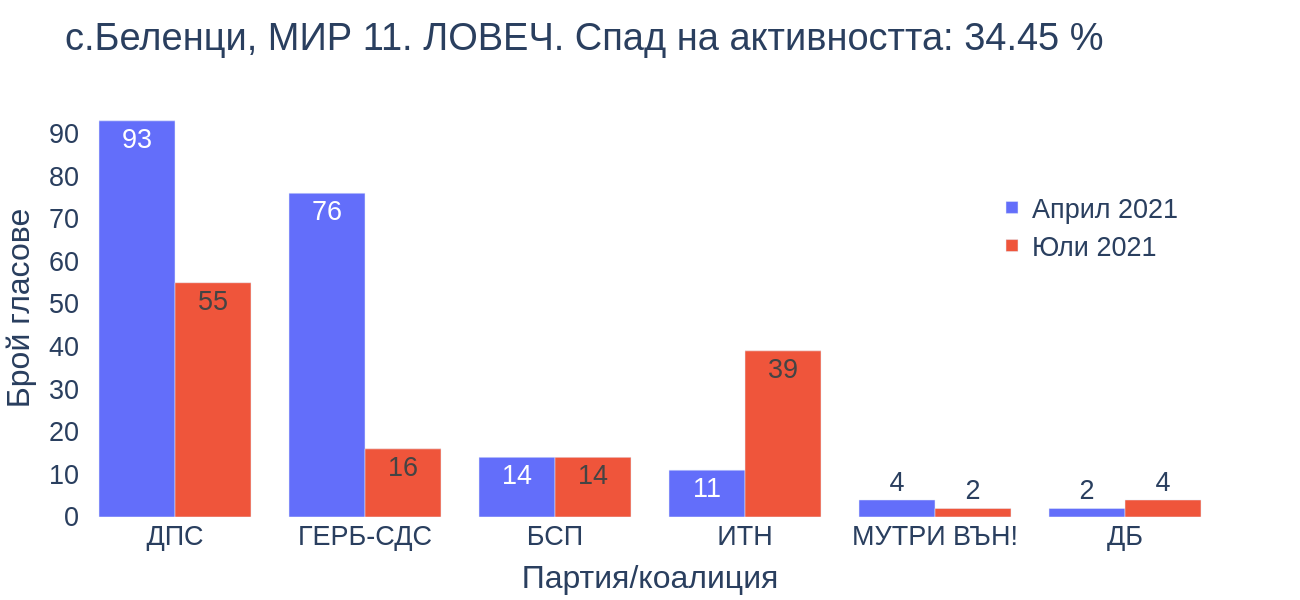 с.Беленци, МИР 11. ЛОВЕЧ. Спад на активността: 34.45 %
Брой гласове
90
80
70
60
50
40
30
20
10
0
93
55
76
16
14
14
11
39
4
2
2
4
Април 2021
Юли 2021
ДПС
ГЕРБ-СДС
БСП
ИТН
МУТРИ ВЪН!
ДБ
Партия/коалиция